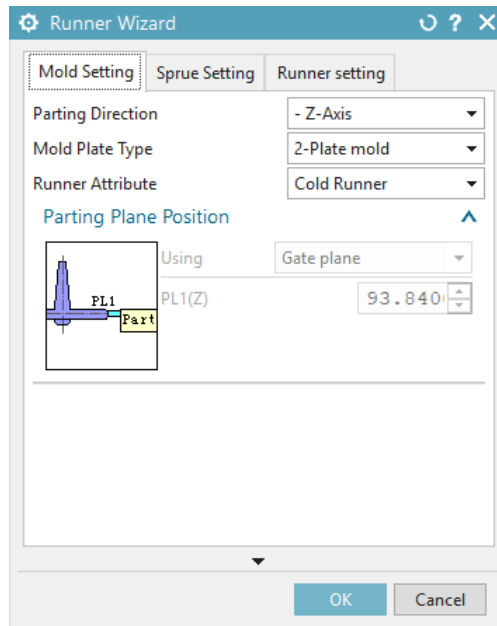 Runner Wizard ?
Mold Setting Sprue Setting Runner setting
Parting Direction - Z-Axis
Mold Plate Type 2-Plate mold
Runner Attribute Cold Runner
Parting Plane Position
Using Gate plane
PL1 PL1(Z) 93.840
Part
OK Cancel